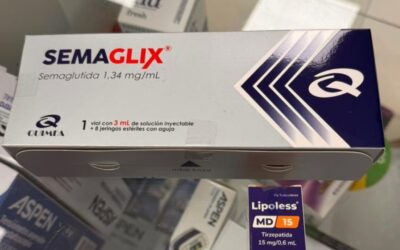 SEMAGLIX®
Semaglutida 1,34 mg/mL
QUIMFA
1 vial con 3 mL de solución inyectable
+ 8 jeringas estériles con aguja
Lipoless®
MD 15
Tirzepatida
15 mg/0,6 mL
ASPEN
ASPEN